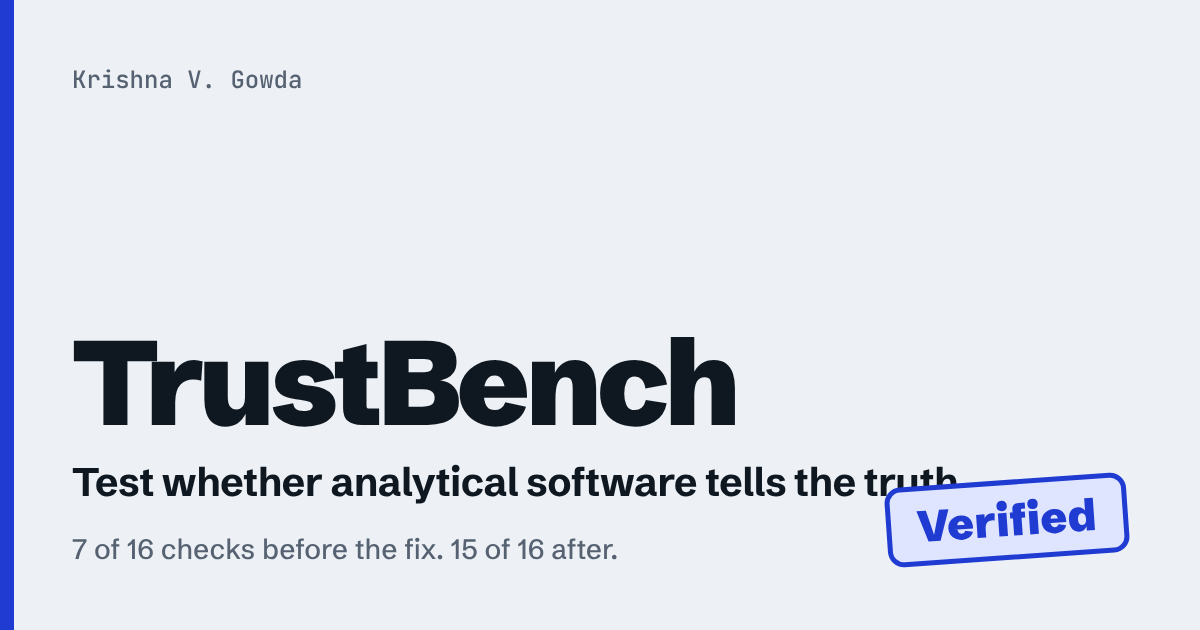 Krishna V. Gowda
TrustBench
Test whether analytical software tells the truth
Verified
7 of 16 checks before the fix. 15 of 16 after.